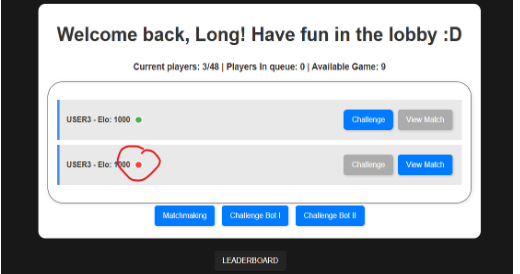 Welcome back, Long! Have fun in the lobby :D
Current players: 3/48 | Players In queue: 0 | Available Game: 9
USER3 - Elo: 1000 Challenge View Match
USER3 - Elo: 1000 Challenge View Match
Matchmaking Challenge Bot I Challenge Bot II
LEADERBOARD